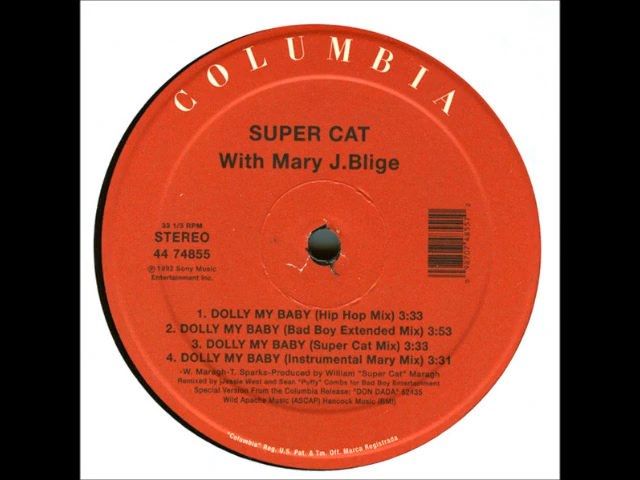 COLUMBIA
SUPER CAT
With Mary J.Blige
33 1/3 RPM
STEREO
44 74855
℗ 1992 Sony Music
Entertainment Inc.
1. DOLLY MY BABY (Hip Hop Mix) 3:33
2. DOLLY MY BABY (Bad Boy Extended Mix) 3:53
3. DOLLY MY BABY (Super Cat Mix) 3:33
4. DOLLY MY BABY (Instrumental Mary Mix) 3:31
-W. Maragh-T. Sparks-Produced by William "Super Cat" Maragh
Remixed by Jessie West and Sean "Puffy" Combs for Bad Boy Entertainment
Special Version From the Columbia Release: "DON DADA" 52435
Wild Apache Music (ASCAP) Hancock Music (BMI)
"Columbia" Reg. U.S. Pat. & Tm. Off. Marca Registrada